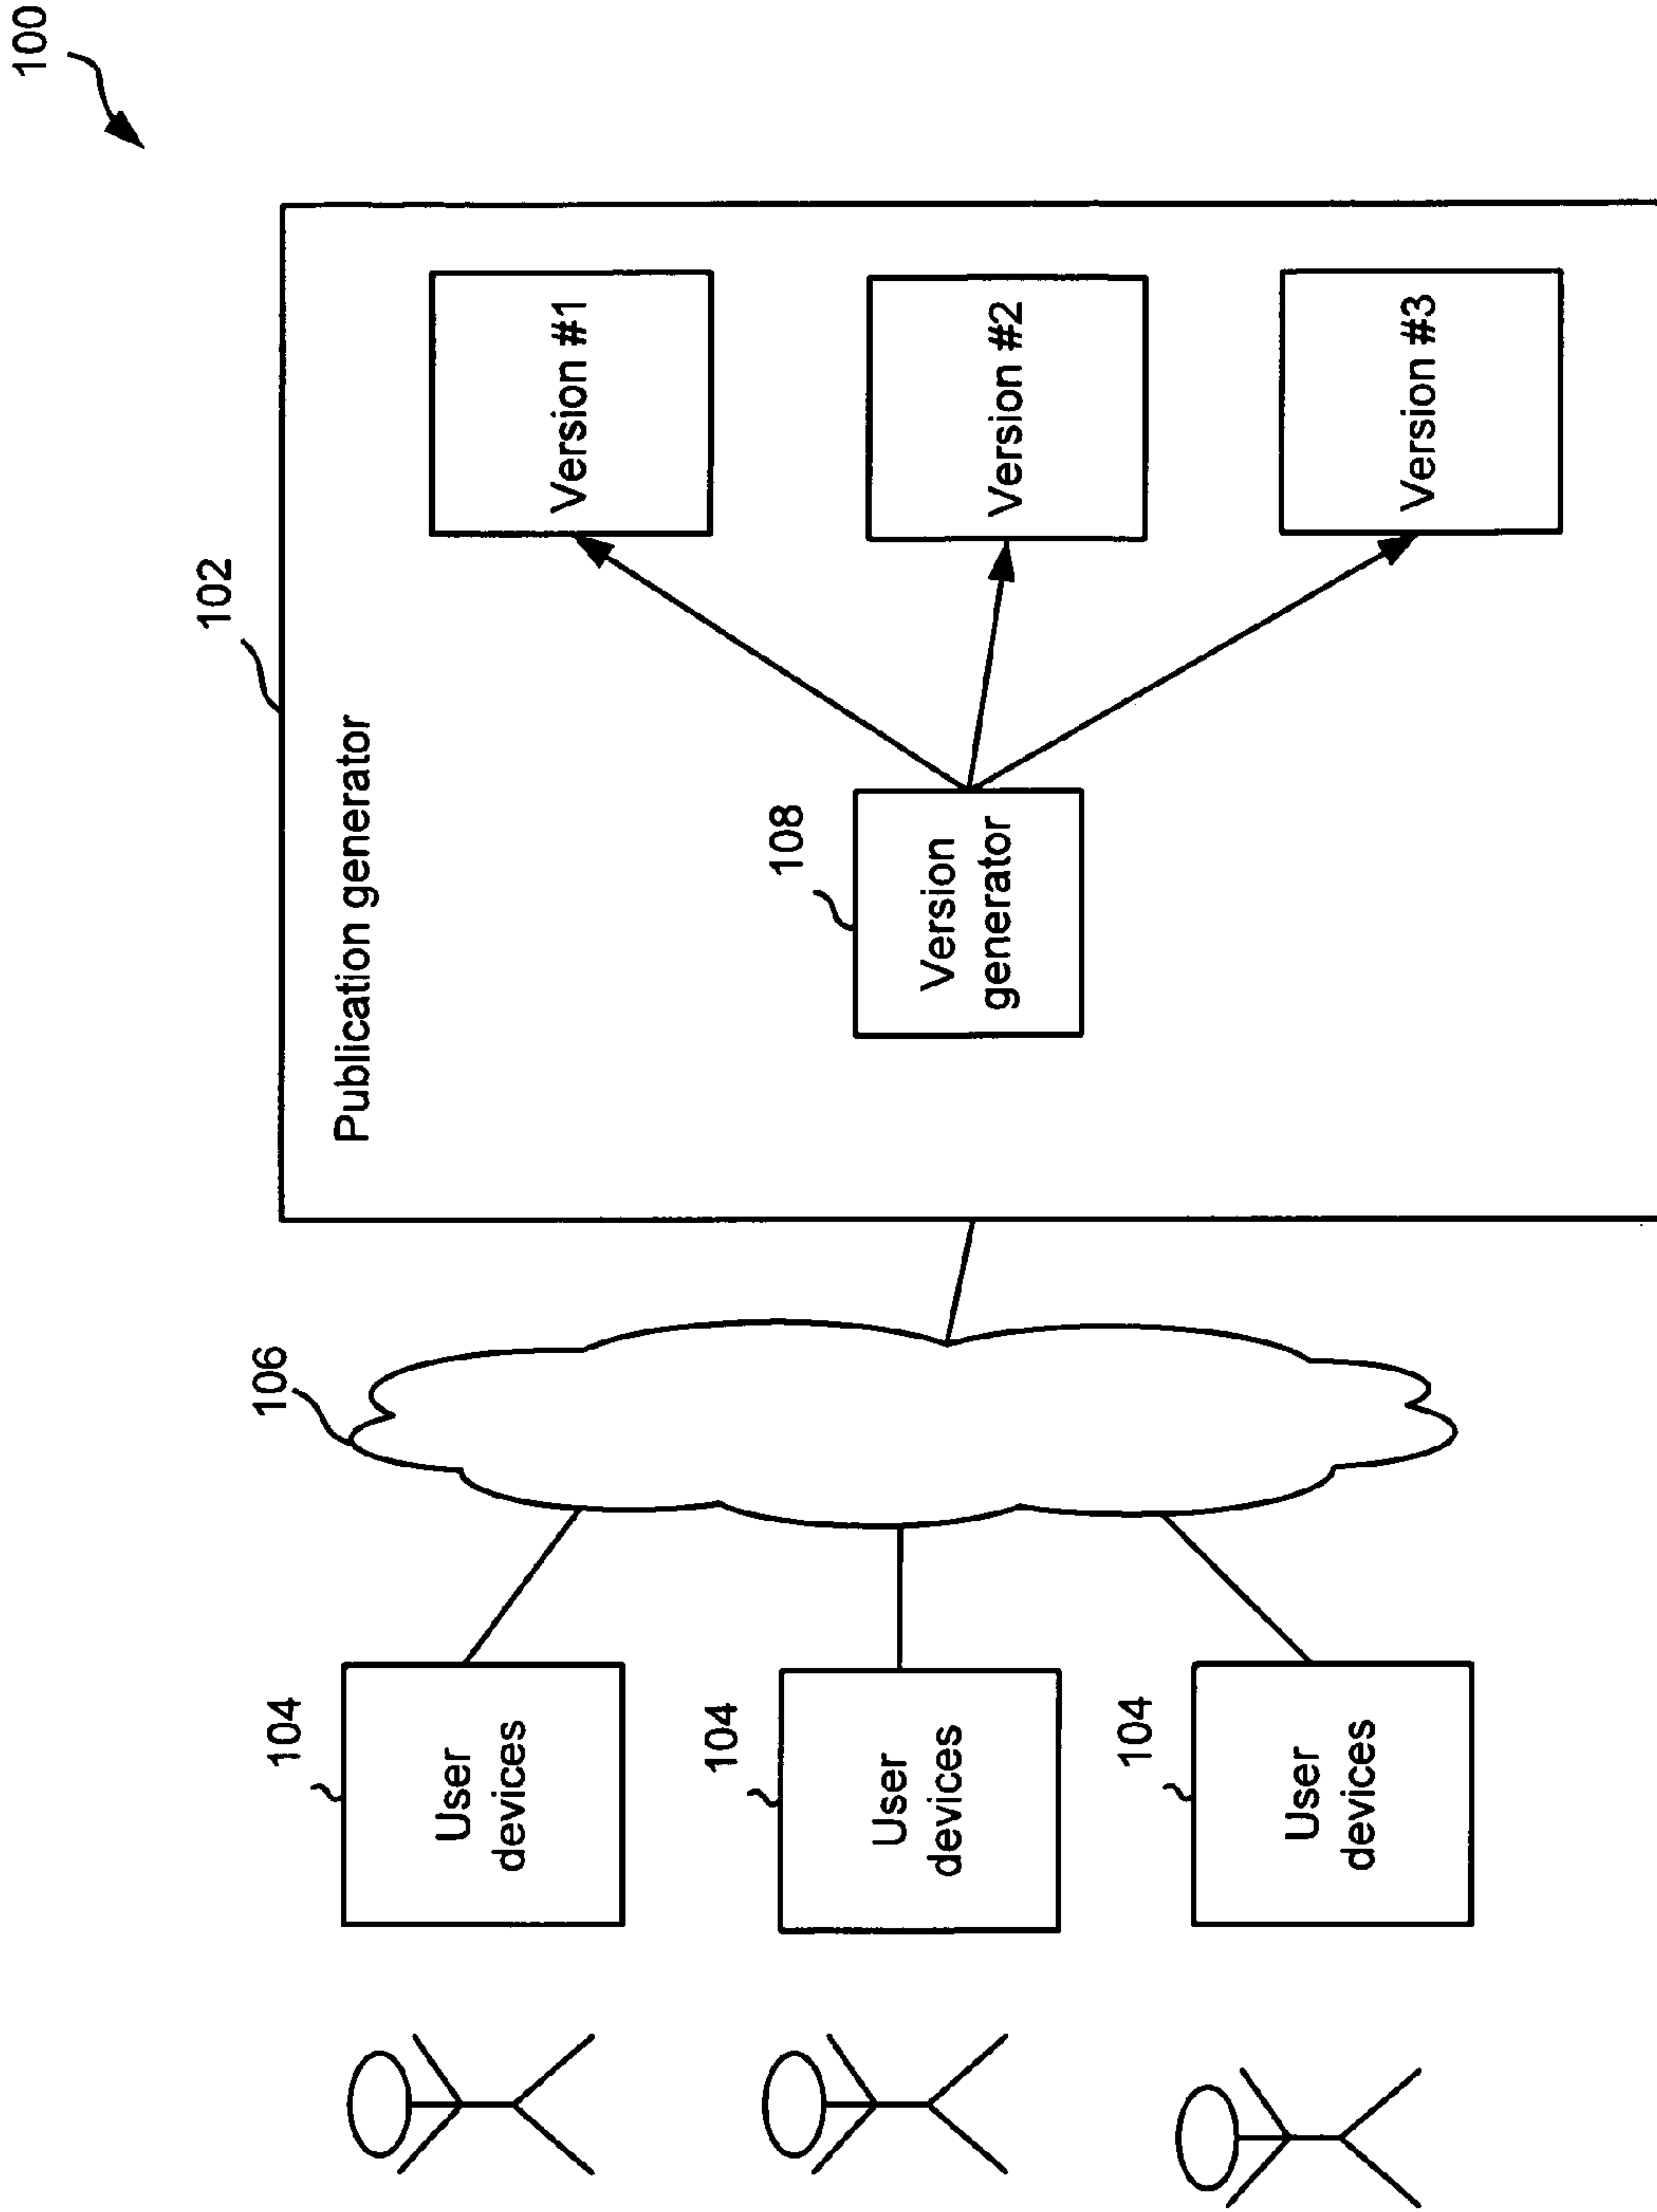 100
102
Publication generator
Version #1
Version #2
Version #3
108
Version
generator
106
104
User
devices
104
User
devices
104
User
devices